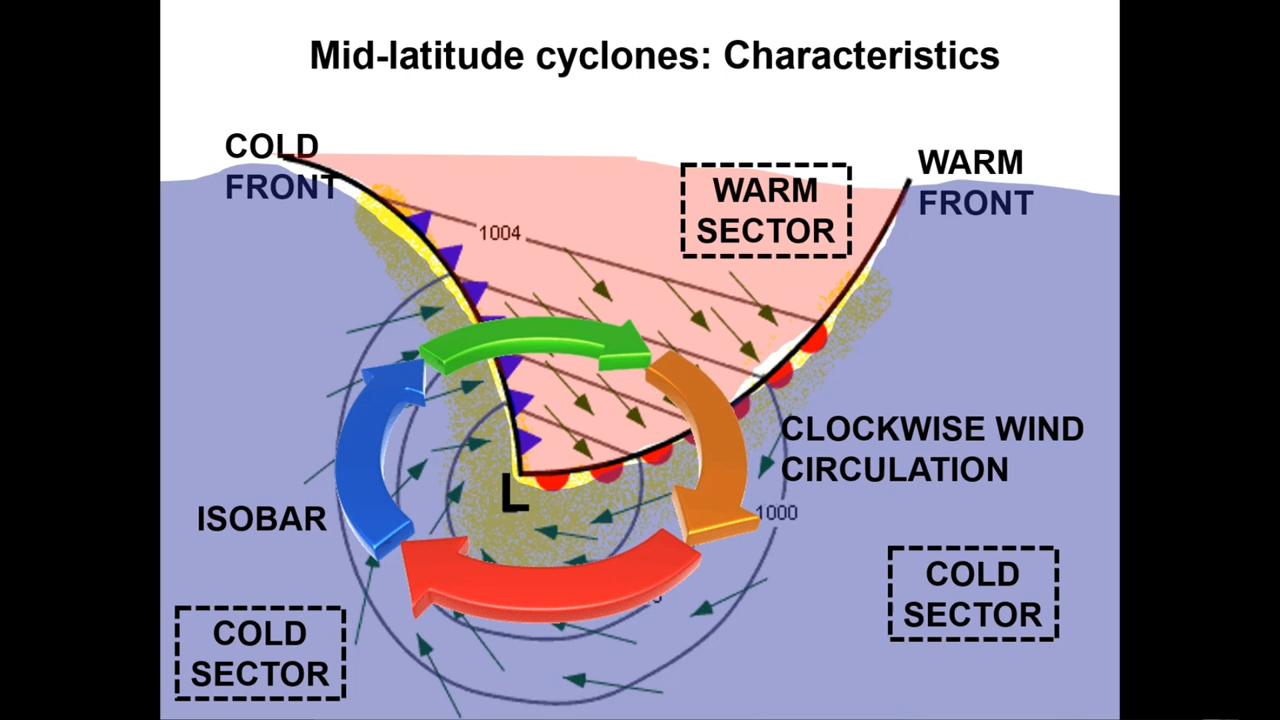 Mid-latitude cyclones: Characteristics
COLD
FRONT
WARM
SECTOR
WARM
FRONT
1004
CLOCKWISE WIND
CIRCULATION
L
ISOBAR
1000
COLD
SECTOR
COLD
SECTOR